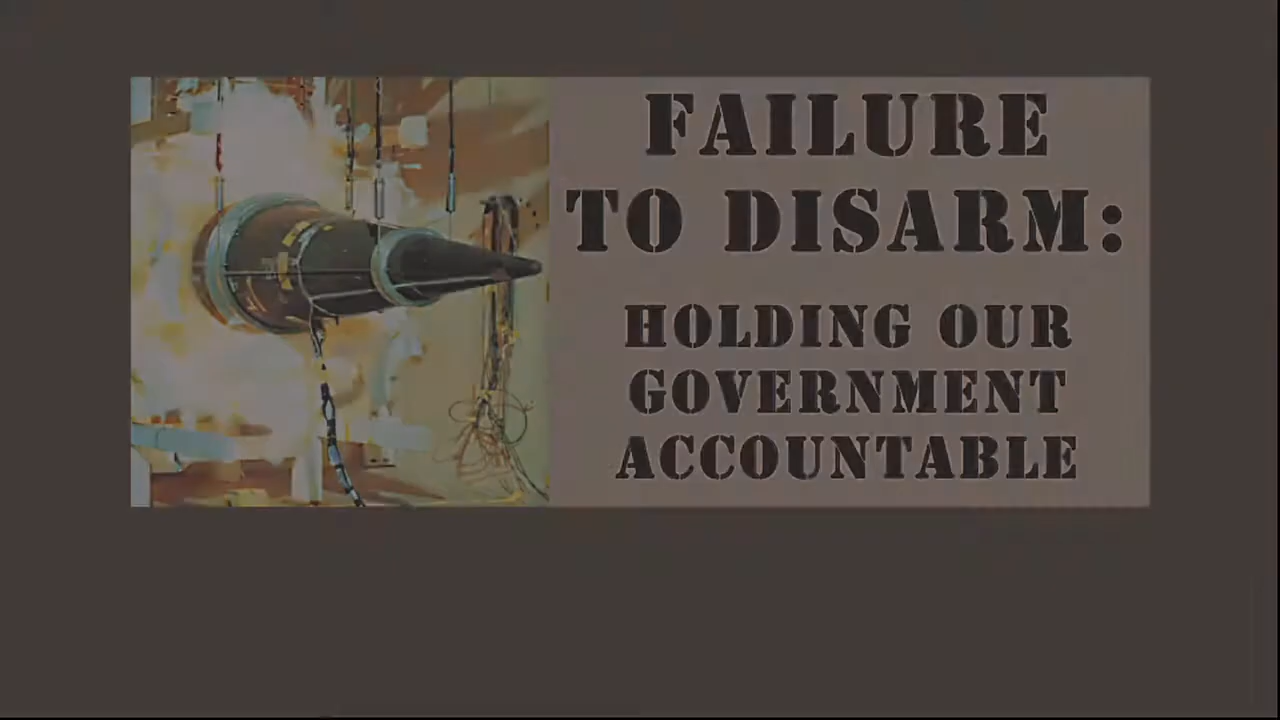 FAILURE
TO DISARM:
HOLDING OUR
GOVERNMENT
ACCOUNTABLE